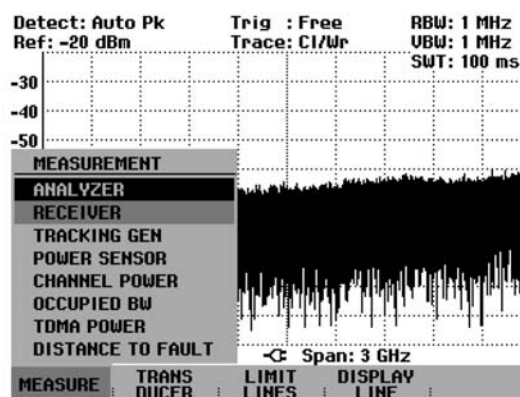 Detect: Auto Pk Trig : Free RBW: 1 MHz
Ref: -20 dBm Trace: Cl/Wr VBW: 1 MHz
SWT: 100 ms
-30
-40
-50
MEASUREMENT
ANALYZER
RECEIVER
TRACKING GEN
POWER SENSOR
CHANNEL POWER
OCCUPIED BW
TDMA POWER
DISTANCE TO FAULT
Span: 3 GHz
MEASURE TRANS LIMIT DISPLAY
DUCER LINES LINE